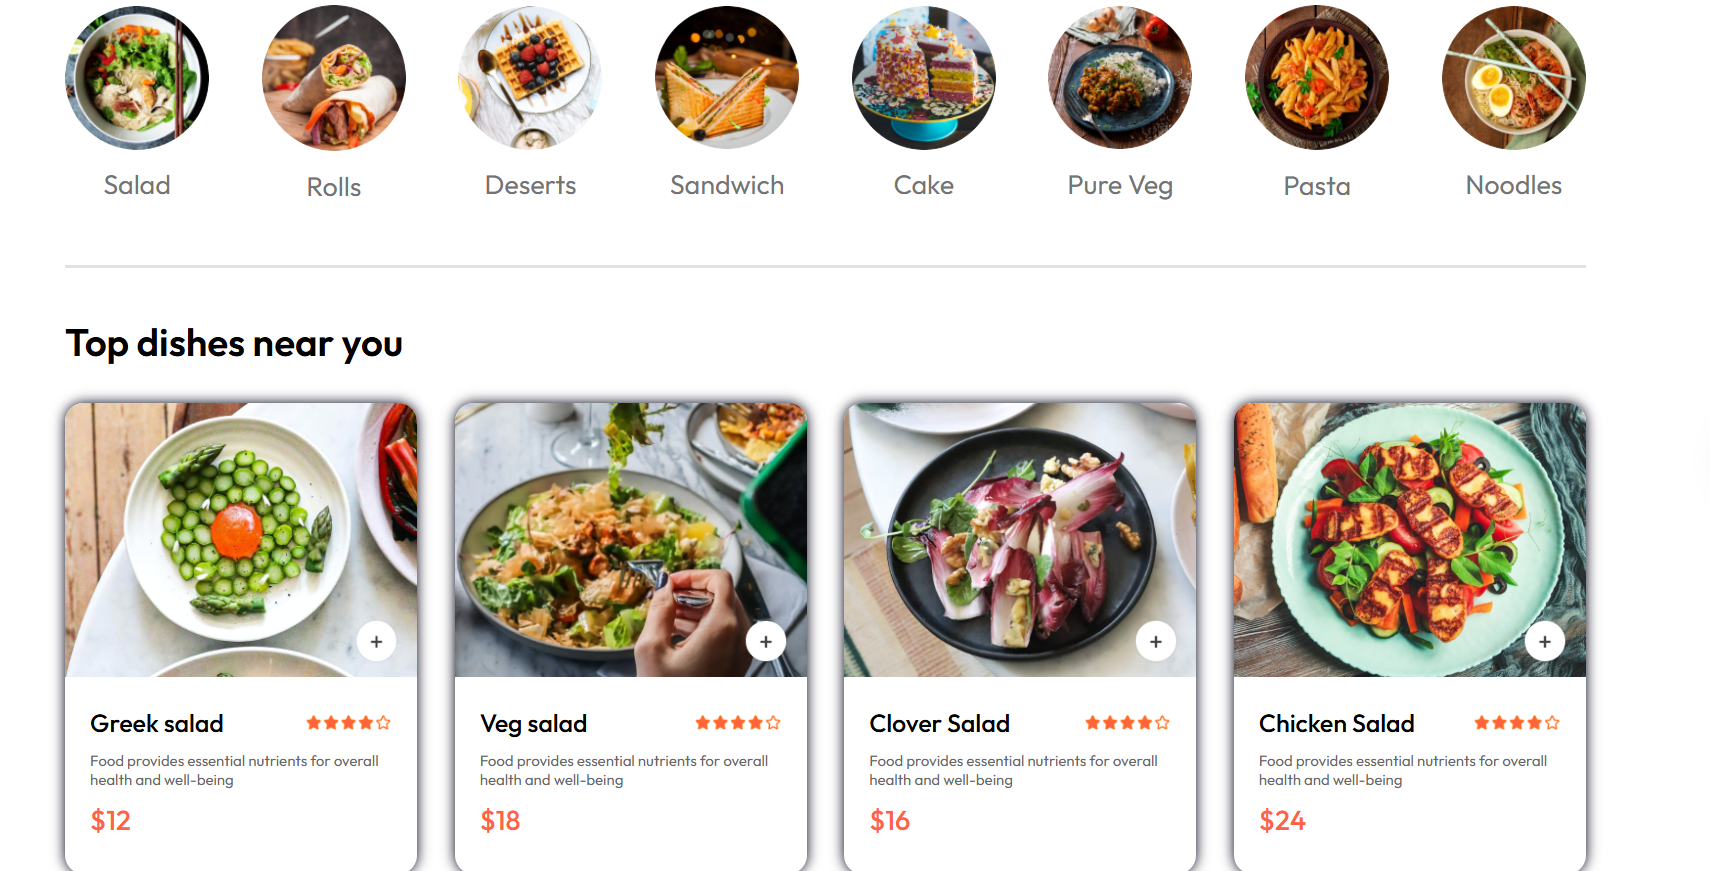 Salad
Rolls
Deserts
Sandwich
Cake
Pure Veg
Pasta
Noodles
Top dishes near you
Greek salad
Food provides essential nutrients for overall
health and well-being
$12
Veg salad
Food provides essential nutrients for overall
health and well-being
$18
Clover Salad
Food provides essential nutrients for overall
health and well-being
$16
Chicken Salad
Food provides essential nutrients for overall
health and well-being
$24